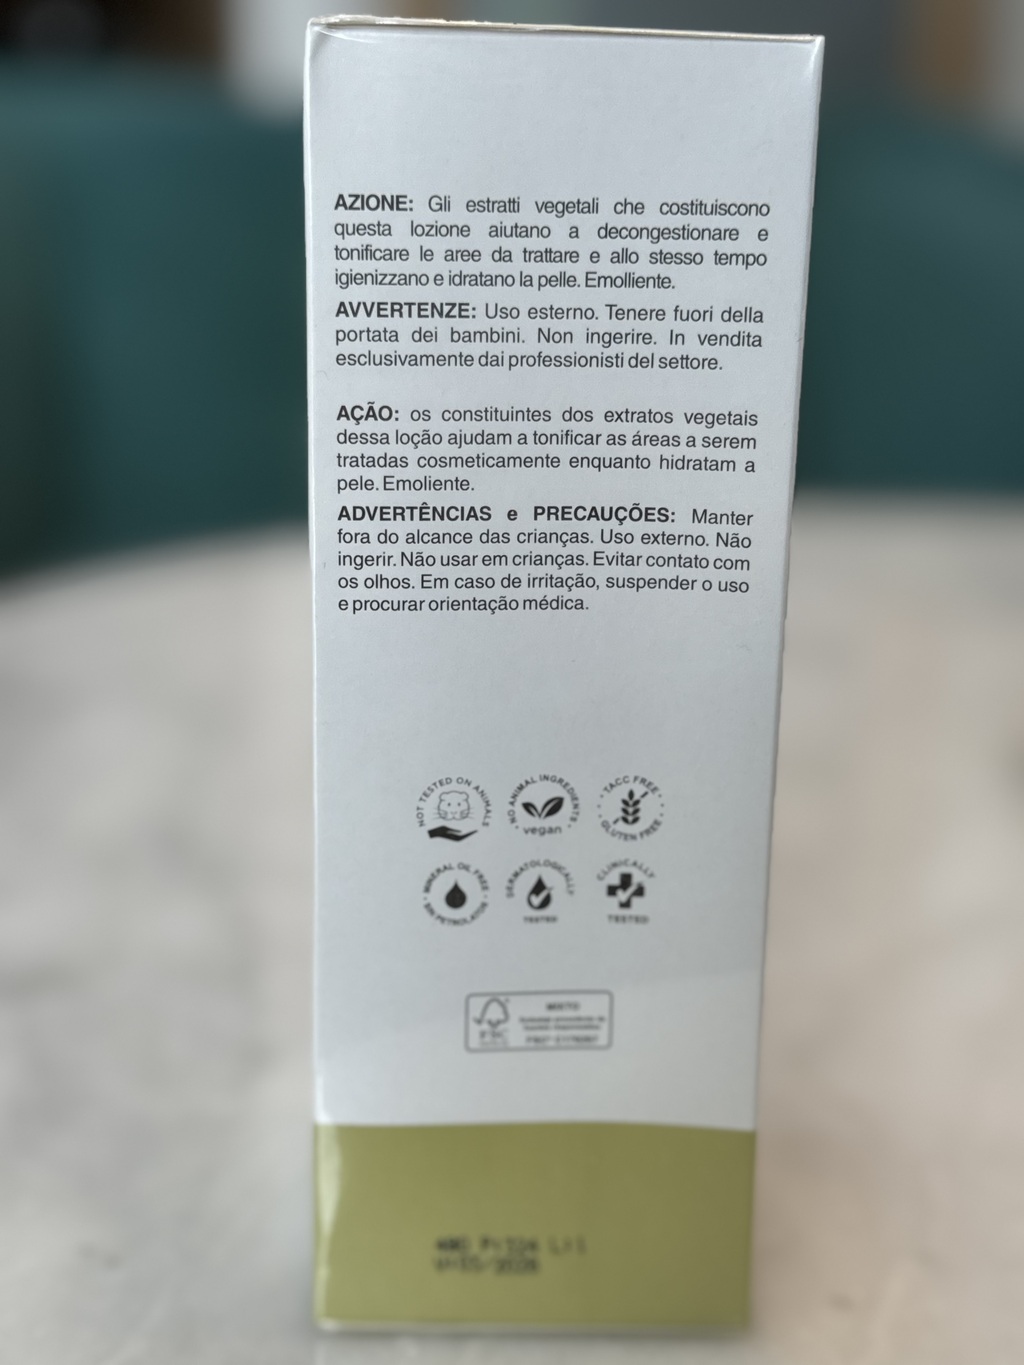 AZIONE: Gli estratti vegetali che costituiscono
questa lozione aiutano a decongestionare e
tonificare le aree da trattare e allo stesso tempo
igienizzano e idratano la pelle. Emolliente.
AVVERTENZE: Uso esterno. Tenere fuori della
portata dei bambini. Non ingerire. In vendita
esclusivamente dai professionisti del settore.
AÇÃO: os constituintes dos extratos vegetais
dessa loção ajudam a tonificar as áreas a serem
tratadas cosmeticamente enquanto hidratam a
pele. Emoliente.
ADVERTÊNCIAS e PRECAUÇÕES: Manter
fora do alcance das crianças. Uso externo. Não
ingerir. Não usar em crianças. Evitar contato com
os olhos. Em caso de irritação, suspender o uso
e procurar orientação médica.
NOT TESTED ON ANIMALS
NO ANIMAL INGREDIENTS
vegan
TACC FREE
GLUTEN FREE
MINERAL OIL FREE
SIN PETROLATOS
DERMATOLOGICALLY
TESTED
CLINICALLY
TESTED
FSC
MIXTO